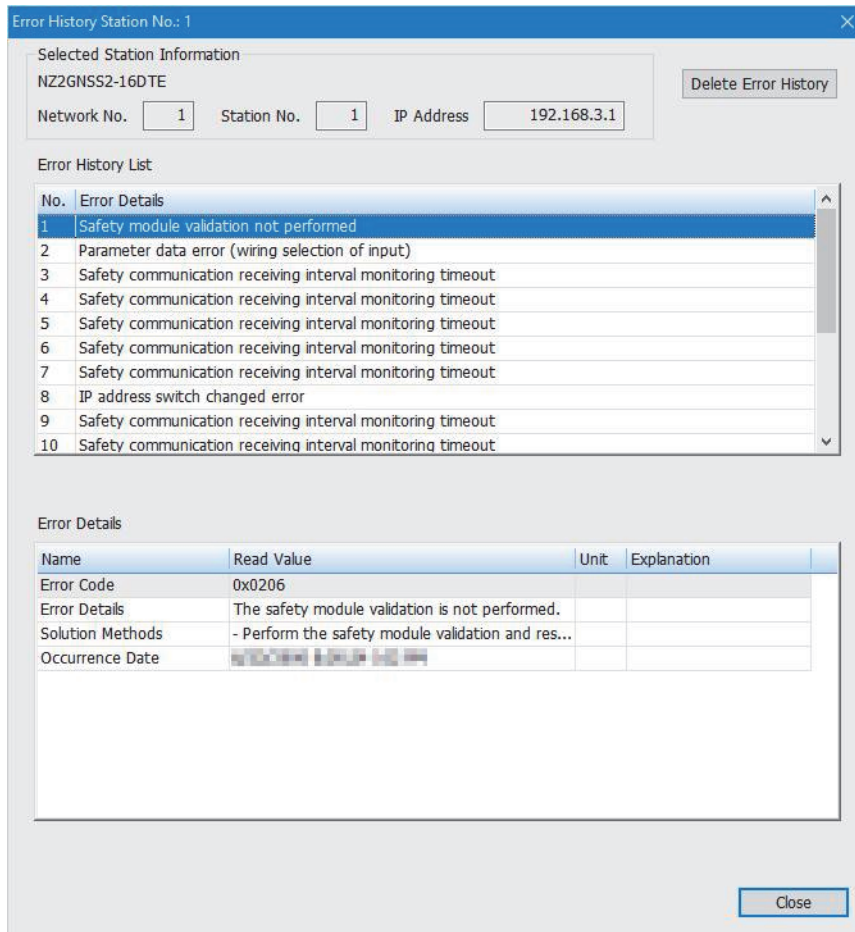 Error History Station No.: 1
Selected Station Information
NZ2GNSS2-16DTE
Delete Error History
Network No. 1 Station No. 1 IP Address 192.168.3.1
Error History List
No. Error Details
1 Safety module validation not performed
2 Parameter data error (wiring selection of input)
3 Safety communication receiving interval monitoring timeout
4 Safety communication receiving interval monitoring timeout
5 Safety communication receiving interval monitoring timeout
6 Safety communication receiving interval monitoring timeout
7 Safety communication receiving interval monitoring timeout
8 IP address switch changed error
9 Safety communication receiving interval monitoring timeout
10 Safety communication receiving interval monitoring timeout
Error Details
Name Read Value Unit Explanation
Error Code 0x0206
Error Details The safety module validation is not performed.
Solution Methods - Perform the safety module validation and res...
Occurrence Date
Close